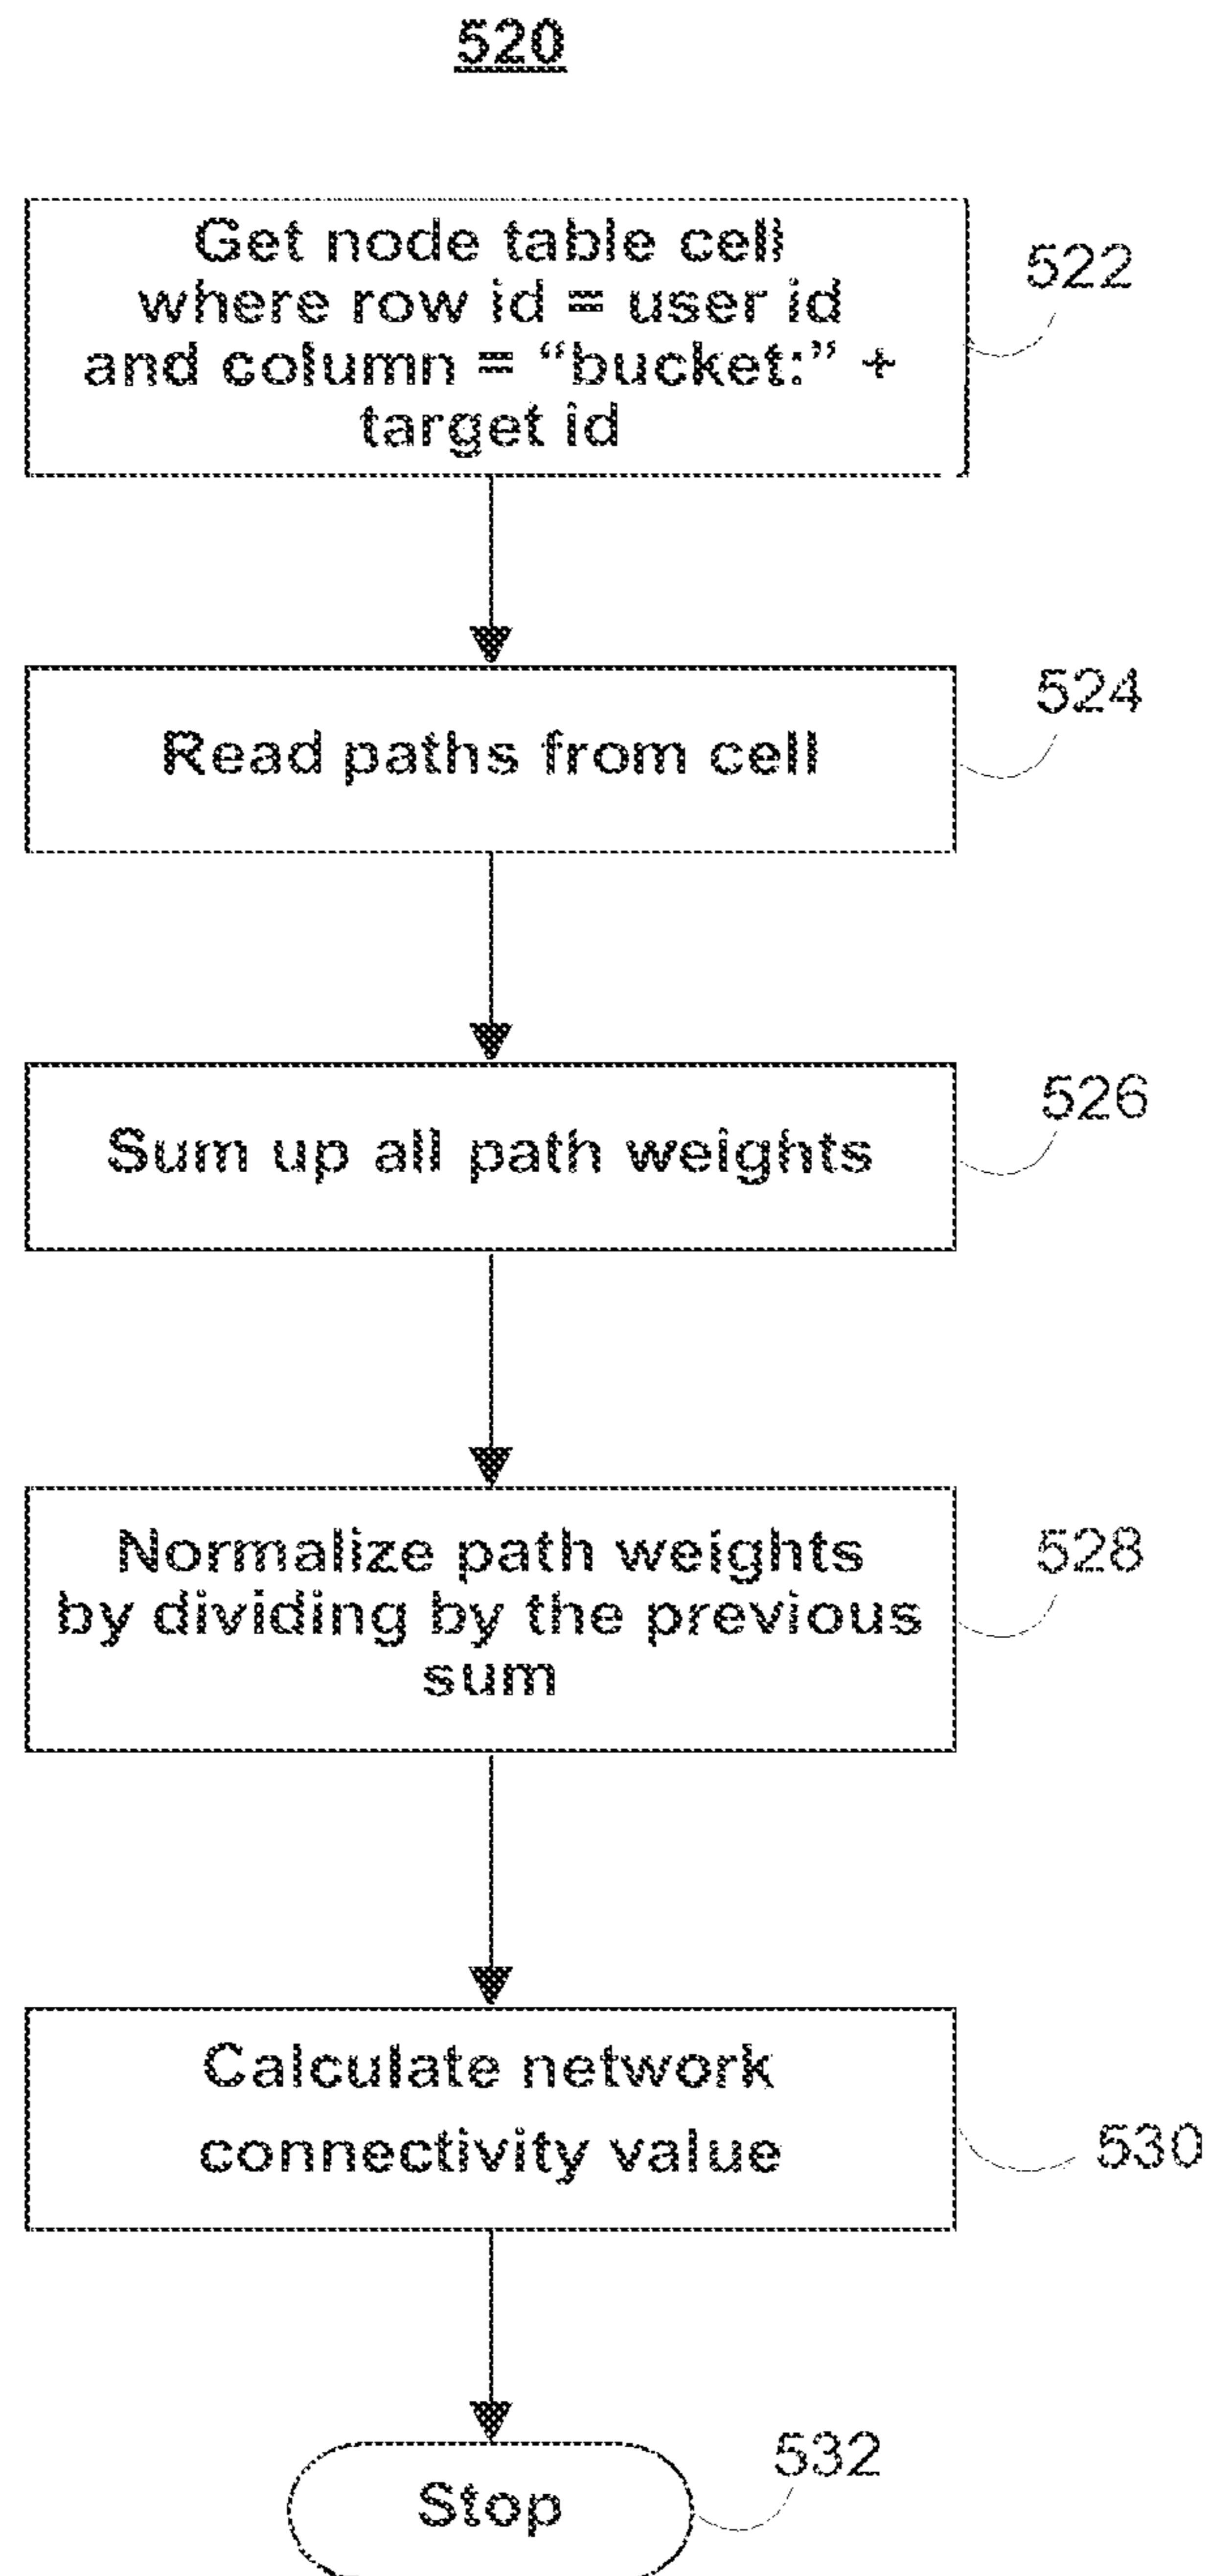 520
Get node table cell
where row id = user id
and column = “bucket:” +
target id
522
Read paths from cell
524
Sum up all path weights
526
Normalize path weights
by dividing by the previous
sum
528
Calculate network
connectivity value
530
Stop
532